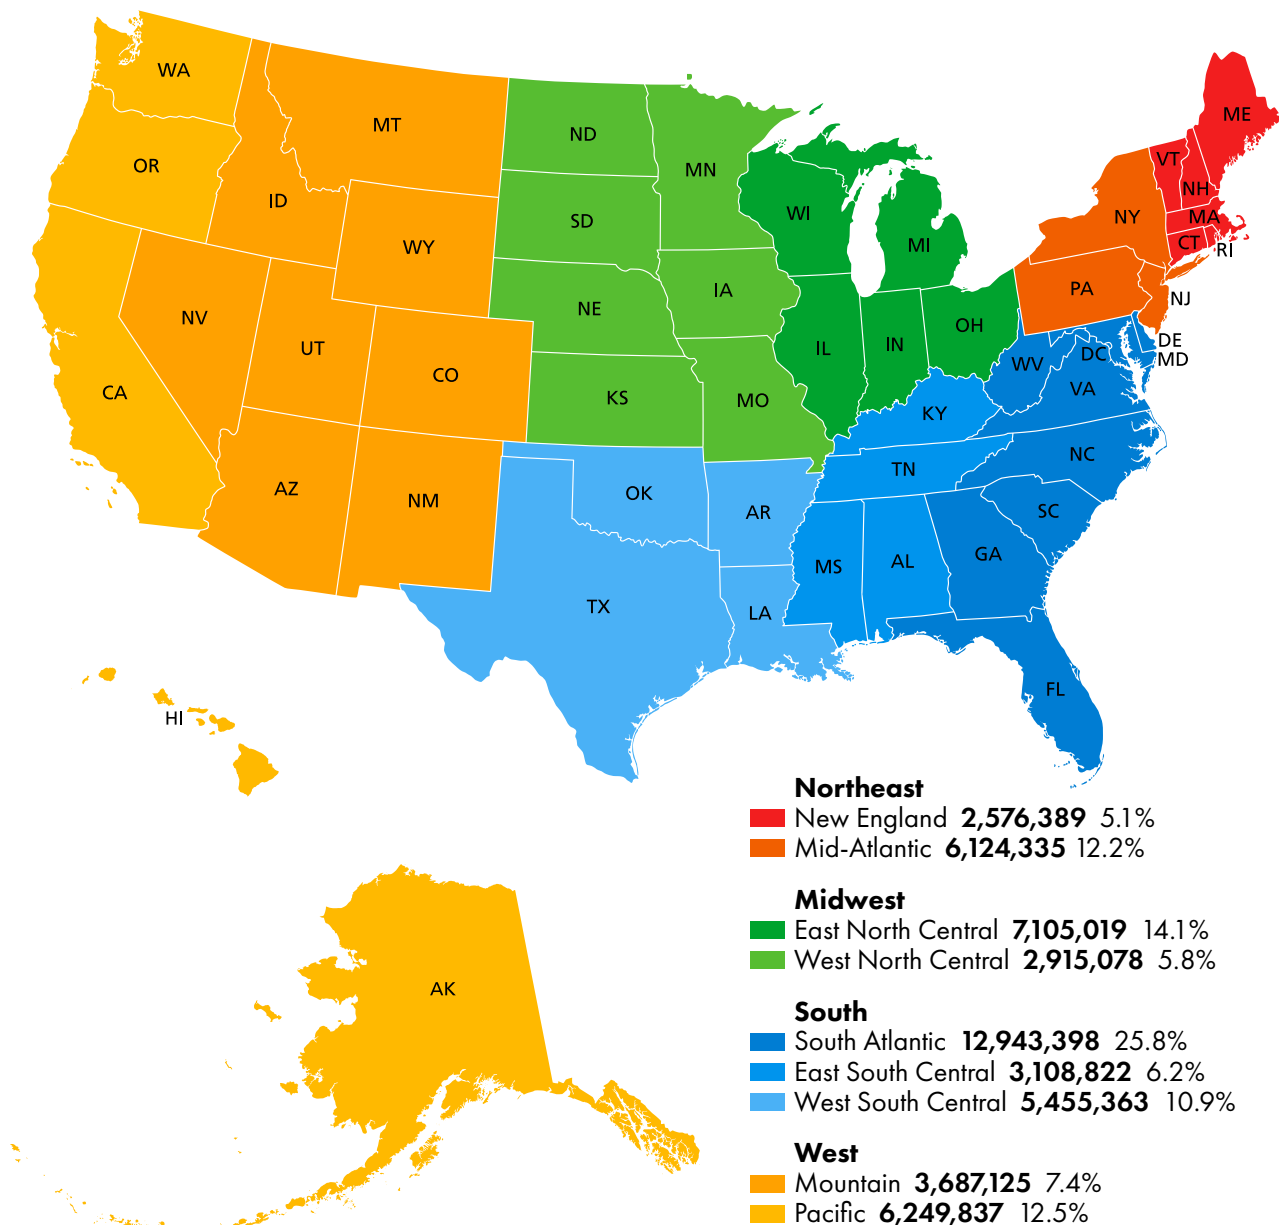 WA
MT
ME
ND
OR
MN
VT
ID
NH
WI
NY
MA
SD
MI
CT
WY
RI
PA
IA
NJ
NE
NV
OH
DE
UT
IL
IN
DC
MD
WV
CO
VA
CA
KS
MO
KY
NC
TN
AZ
OK
NM
AR
SC
GA
AL
MS
TX
LA
FL
HI
AK
Northeast
New England 2,576,389 5.1%
Mid-Atlantic 6,124,335 12.2%
Midwest
East North Central 7,105,019 14.1%
West North Central 2,915,078 5.8%
South
South Atlantic 12,943,398 25.8%
East South Central 3,108,822 6.2%
West South Central 5,455,363 10.9%
West
Mountain 3,687,125 7.4%
Pacific 6,249,837 12.5%